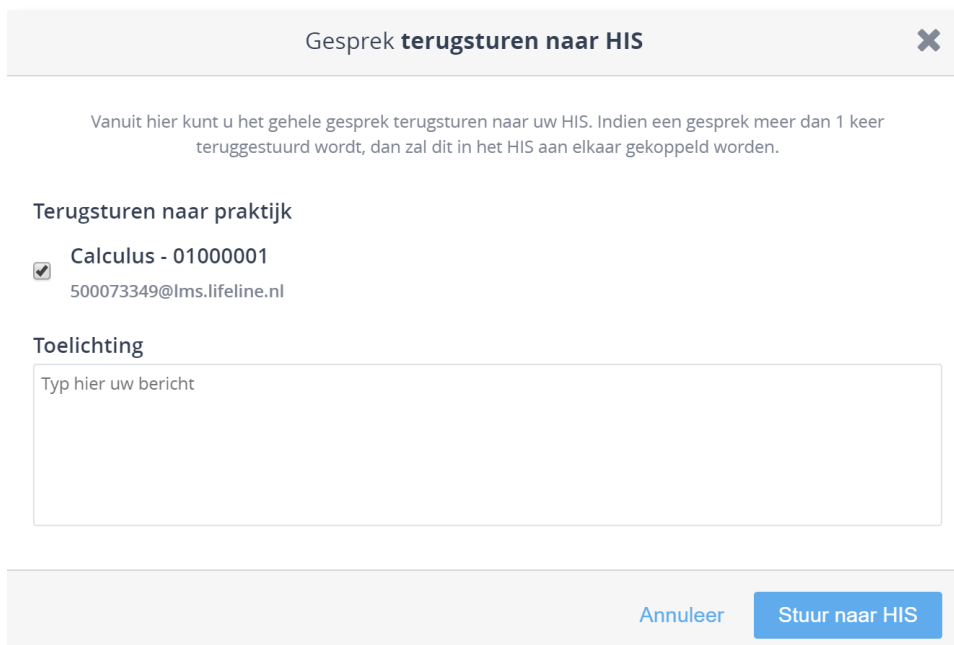 Gesprek terugsturen naar HIS
Vanuit hier kunt u het gehele gesprek terugsturen naar uw HIS. Indien een gesprek meer dan 1 keer
teruggestuurd wordt, dan zal dit in het HIS aan elkaar gekoppeld worden.
Terugsturen naar praktijk
Calculus - 01000001
500073349@lms.lifeline.nl
Toelichting
Typ hier uw bericht
Annuleer
Stuur naar HIS